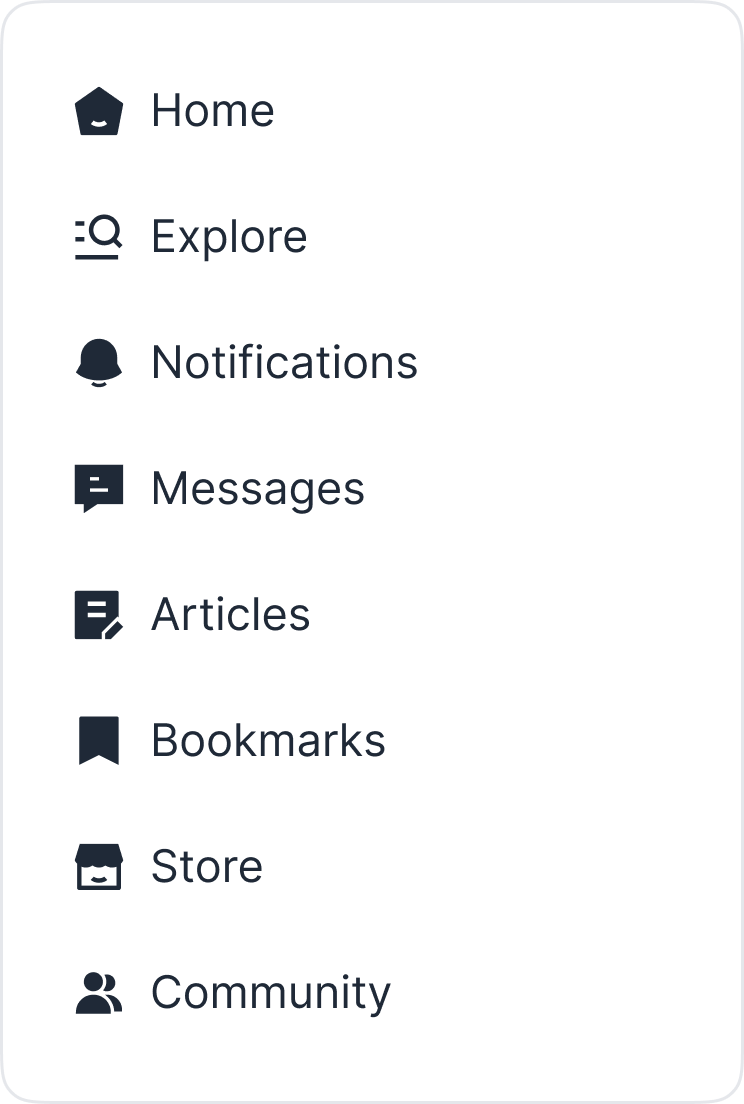 Home
Explore
Notifications
Messages
Articles
Bookmarks
Store
Community